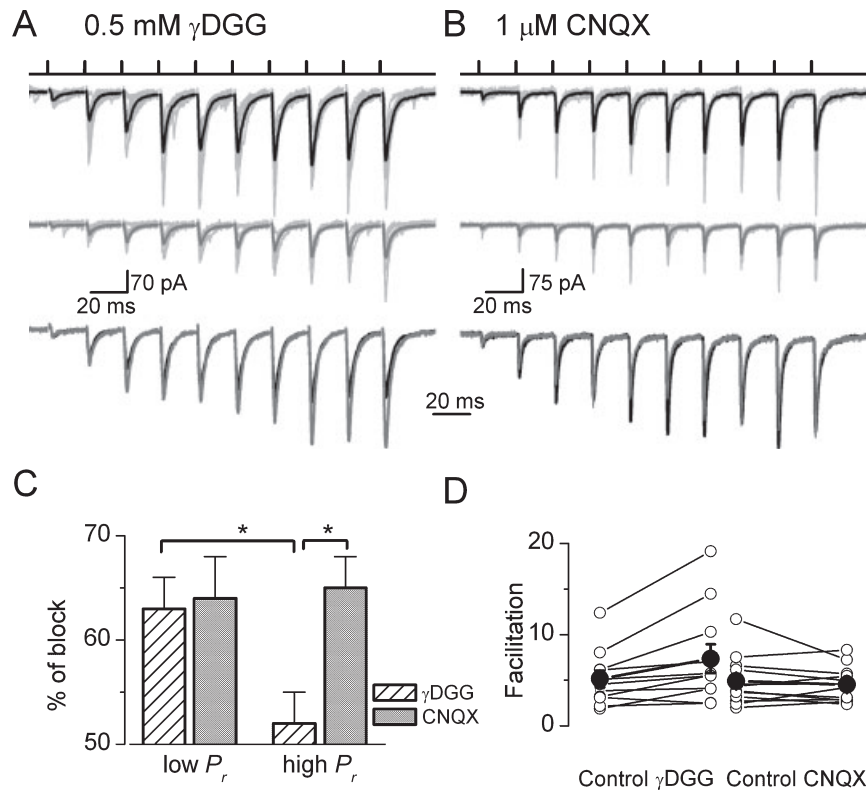 A 0.5 mM γDGG
B 1 μM CNQX
70 pA
20 ms
75 pA
20 ms
20 ms
C
70
60
50
% of block
* *
γDGG
CNQX
low Pr
high Pr
D
20
10
5
0
Facilitation
Control γDGG Control CNQX